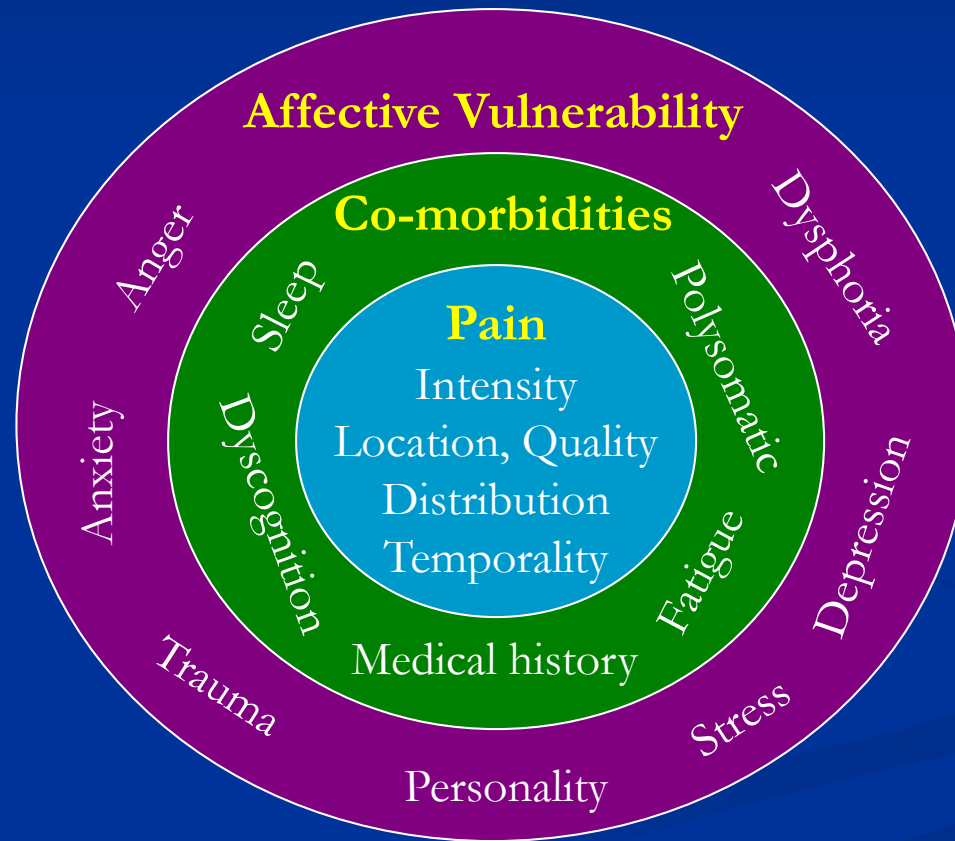 Affective Vulnerability
Anger
Dysphoria
Anxiety
Depression
Trauma
Stress
Personality
Co-morbidities
Sleep
Polysomatic
Dyscognition
Fatigue
Medical history
Pain
Intensity
Location, Quality
Distribution
Temporality